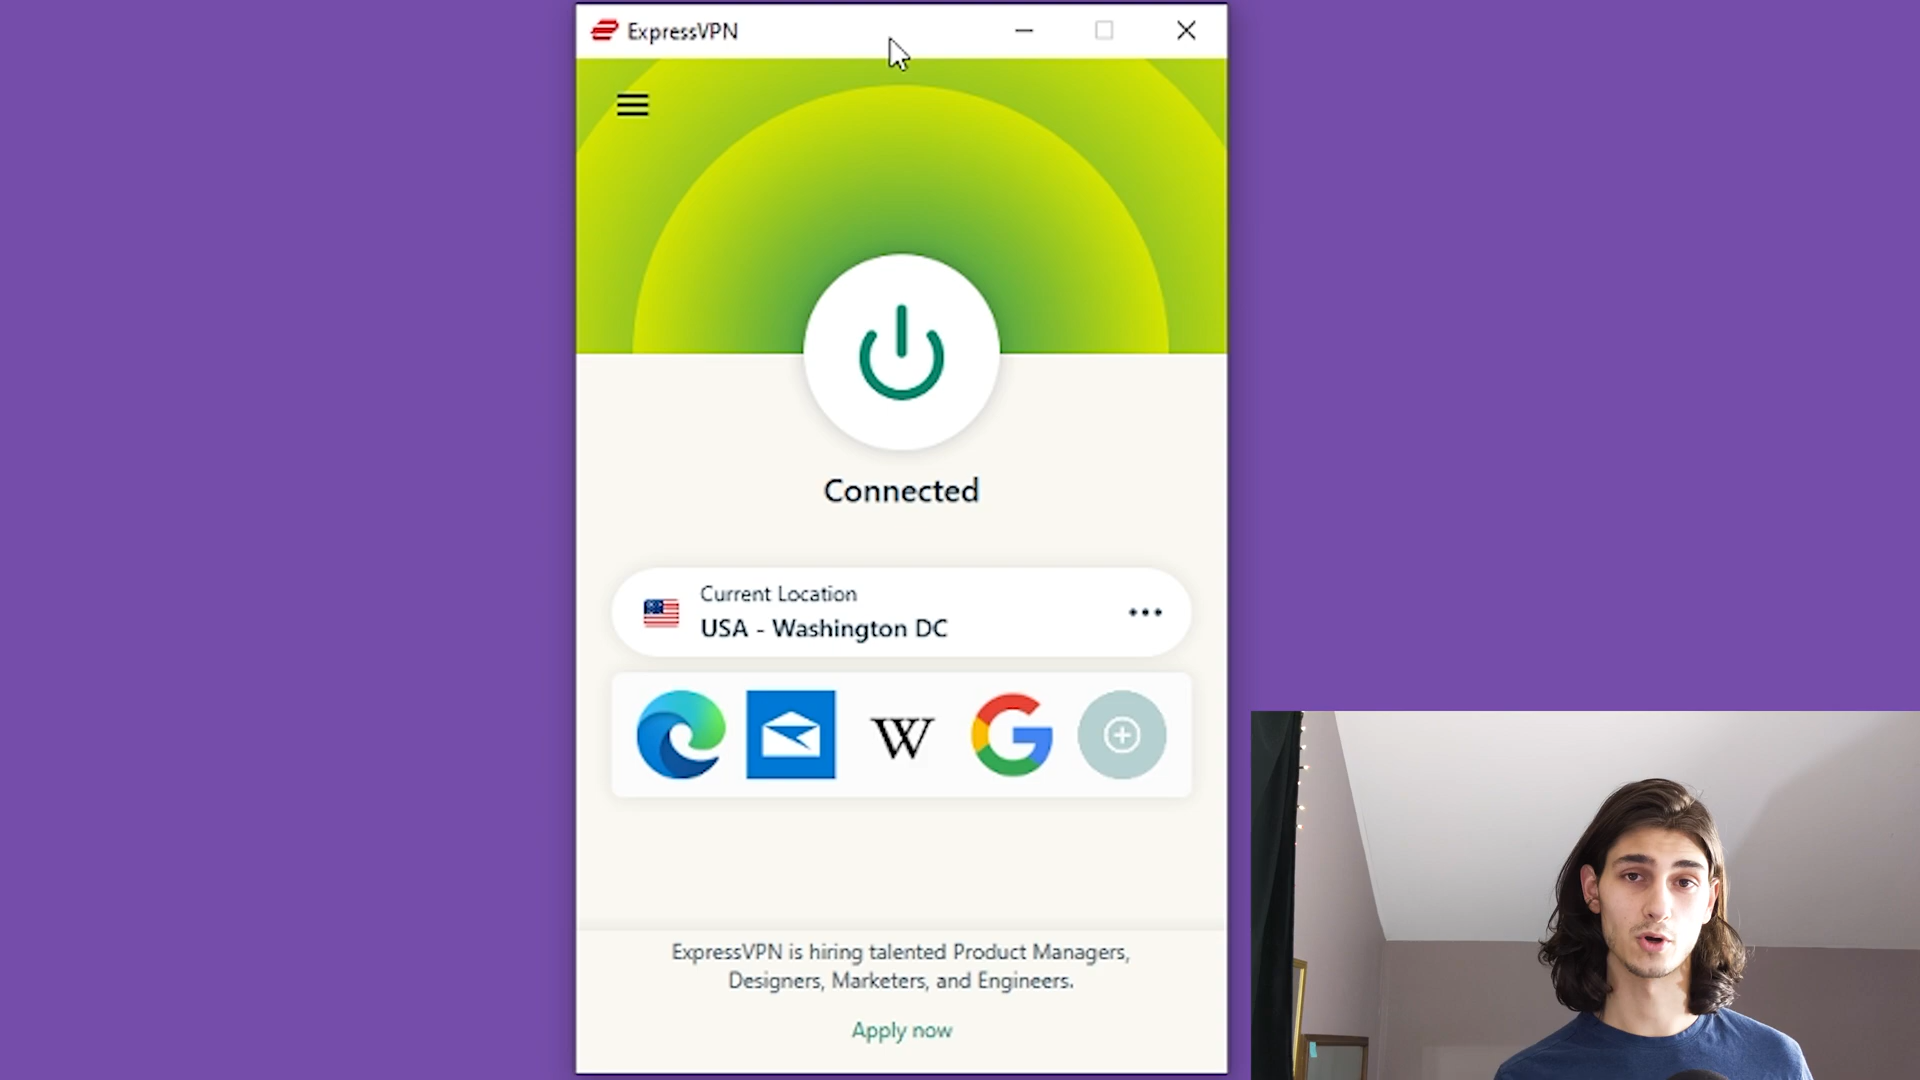 ExpressVPN
Connected
Current Location
USA - Washington DC
W
G
ExpressVPN is hiring talented Product Managers,
Designers, Marketers, and Engineers.
Apply now